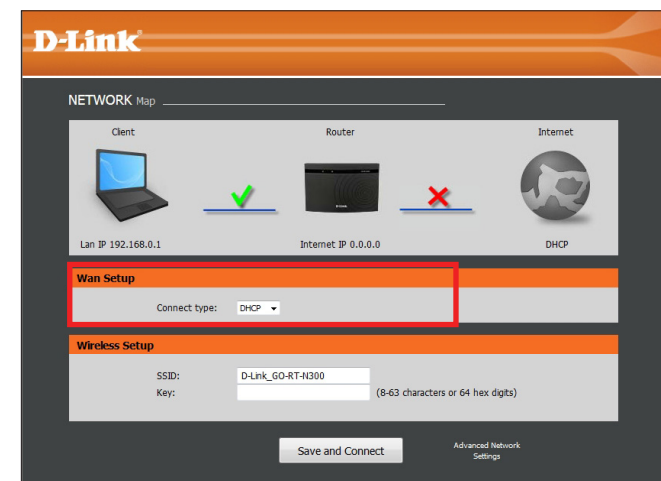 D-Link
NETWORK Map
Client Router Internet
Lan IP 192.168.0.1 Internet IP 0.0.0.0 DHCP
Wan Setup
Connect type: DHCP
Wireless Setup
SSID: D-Link_GO-RT-N300
Key: (8-63 characters or 64 hex digits)
Save and Connect
Advanced Network
Settings